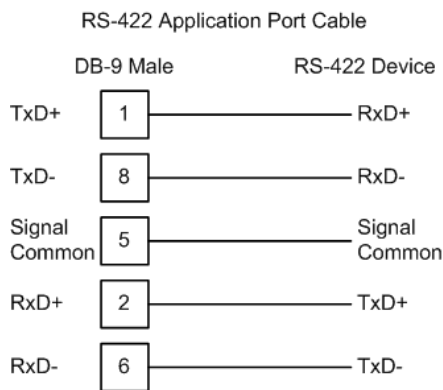 RS-422 Application Port Cable
DB-9 Male RS-422 Device
TxD+ 1 RxD+
TxD- 8 RxD-
Signal Common 5 Signal Common
RxD+ 2 TxD+
RxD- 6 TxD-